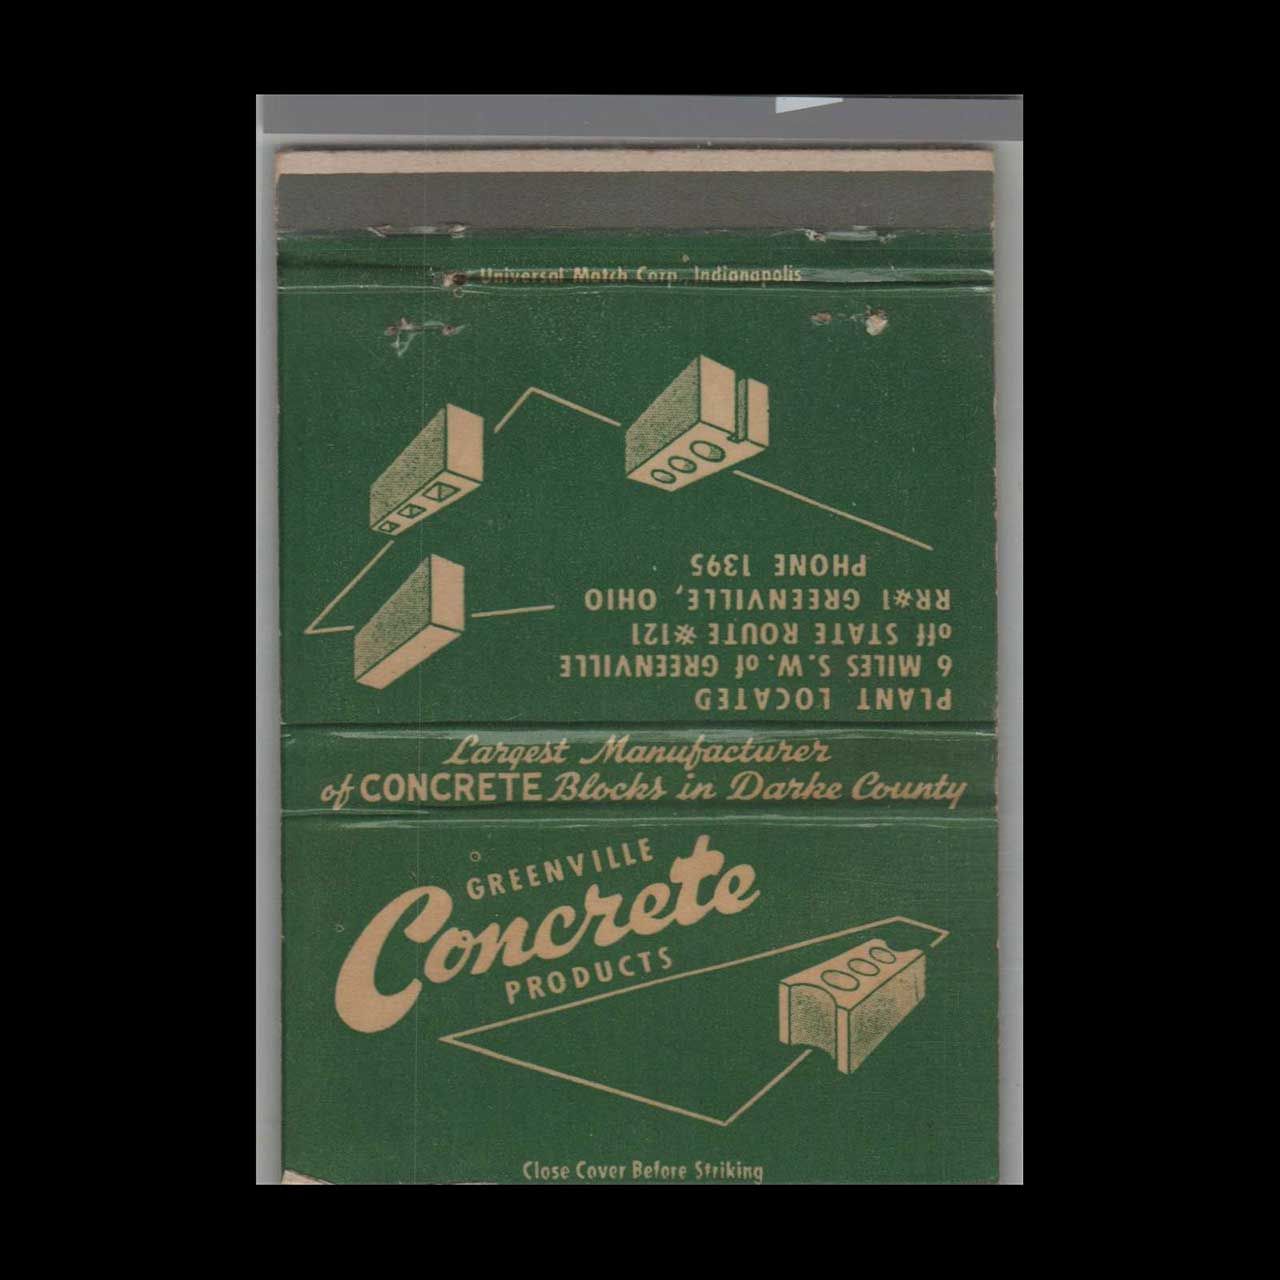 Universal Match Corp., Indianapolis
PLANT LOCATED
6 MILES S.W. of GREENVILLE
off STATE ROUTE #121
RR#1 GREENVILLE, OHIO
PHONE 1395
Largest Manufacturer
of CONCRETE Blocks in Darke County
GREENVILLE
Concrete
PRODUCTS
Close Cover Before Striking